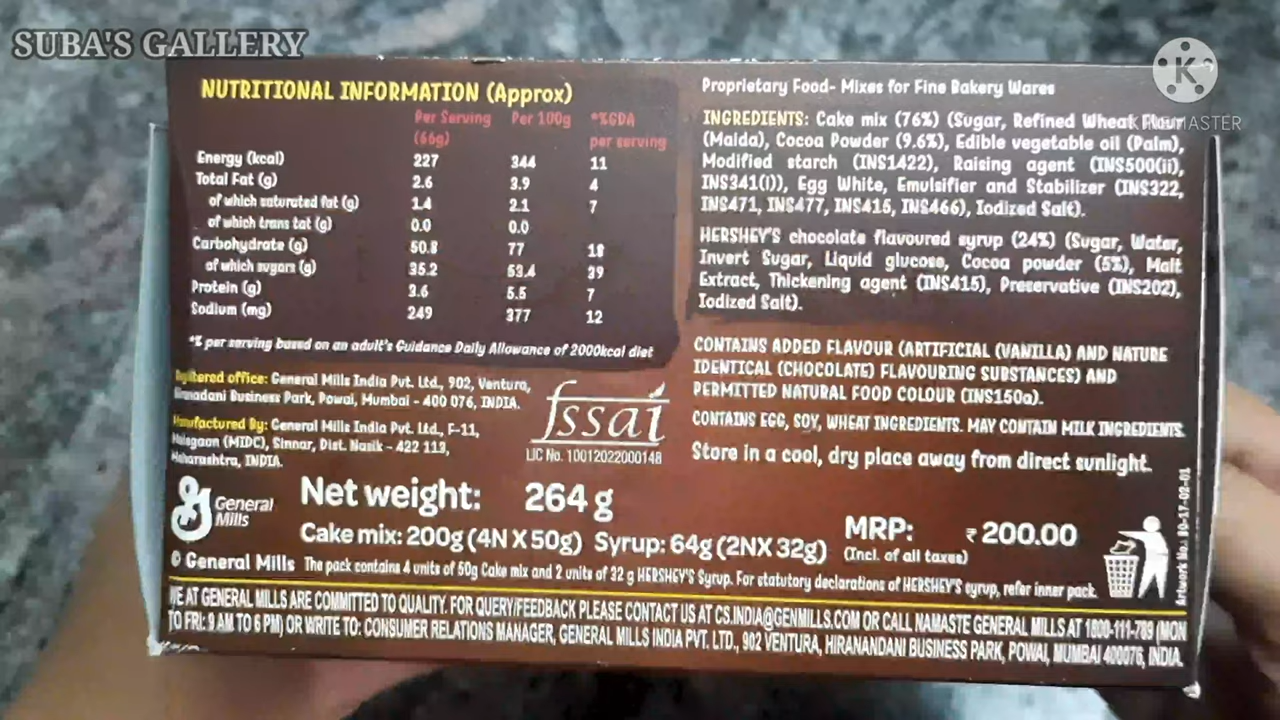 SUBA'S GALLERY
K
NUTRITIONAL INFORMATION (Approx)
Per Serving (66g) Per 100g *%GDA per serving
Energy (kcal) 227 344 11
Total Fat (g) 2.6 3.9 4
of which saturated fat (g) 1.4 2.1 7
of which trans fat (g) 0.0 0.0
Carbohydrate (g) 50.8 77 18
of which sugars (g) 35.2 53.4 39
Protein (g) 3.6 5.5 7
Sodium (mg) 249 377 12
*% per serving based on an adult's Guidance Daily Allowance of 2000kcal diet
Proprietary Food- Mixes for Fine Bakery Wares
INGREDIENTS: Cake mix (76%) (Sugar, Refined Wheat Flour
(Maida), Cocoa Powder (9.6%), Edible vegetable oil (Palm),
Modified starch (INS1422), Raising agent (INS500(ii),
INS341(i)), Egg White, Emulsifier and Stabilizer (INS322,
INS471, INS477, INS415, INS466), Iodized Salt).
HERSHEY'S chocolate flavoured syrup (24%) (Sugar, Water,
Invert Sugar, Liquid glucose, Cocoa powder (5%), Malt
Extract, Thickening agent (INS415), Preservative (INS202),
Iodized Salt).
CONTAINS ADDED FLAVOUR (ARTIFICIAL (VANILLA) AND NATURE
IDENTICAL (CHOCOLATE) FLAVOURING SUBSTANCES) AND
PERMITTED NATURAL FOOD COLOUR (INS150a).
CONTAINS EGG, SOY, WHEAT INGREDIENTS. MAY CONTAIN MILK INGREDIENTS.
Store in a cool, dry place away from direct sunlight.
Registered office: General Mills India Pvt. Ltd., 902, Ventura,
Hiranandani Business Park, Powai, Mumbai - 400 076, INDIA.
Manufactured By: General Mills India Pvt. Ltd., F-11,
Malegaon (MIDC), Sinnar, Dist. Nasik - 422 113,
Maharashtra, INDIA.
fssai
LIC No. 10012022000148
General
Mills
Net weight: 264 g
Cake mix: 200g (4N X 50g) Syrup: 64g (2NX 32g)
MRP: ₹ 200.00
(Incl. of all taxes)
© General Mills The pack contains 4 units of 50g Cake mix and 2 units of 32 g HERSHEY'S Syrup. For statutory declarations of HERSHEY'S syrup, refer inner pack.
Artwork No. 10-17-02-01
WE AT GENERAL MILLS ARE COMMITTED TO QUALITY. FOR QUERY/FEEDBACK PLEASE CONTACT US AT CS.INDIA@GENMILLS.COM OR CALL NAMASTE GENERAL MILLS AT 1800-111-789 (MON
TO FRI: 9 AM TO 6 PM) OR WRITE TO: CONSUMER RELATIONS MANAGER, GENERAL MILLS INDIA PVT. LTD., 902 VENTURA, HIRANANDANI BUSINESS PARK, POWAI, MUMBAI 400076, INDIA.